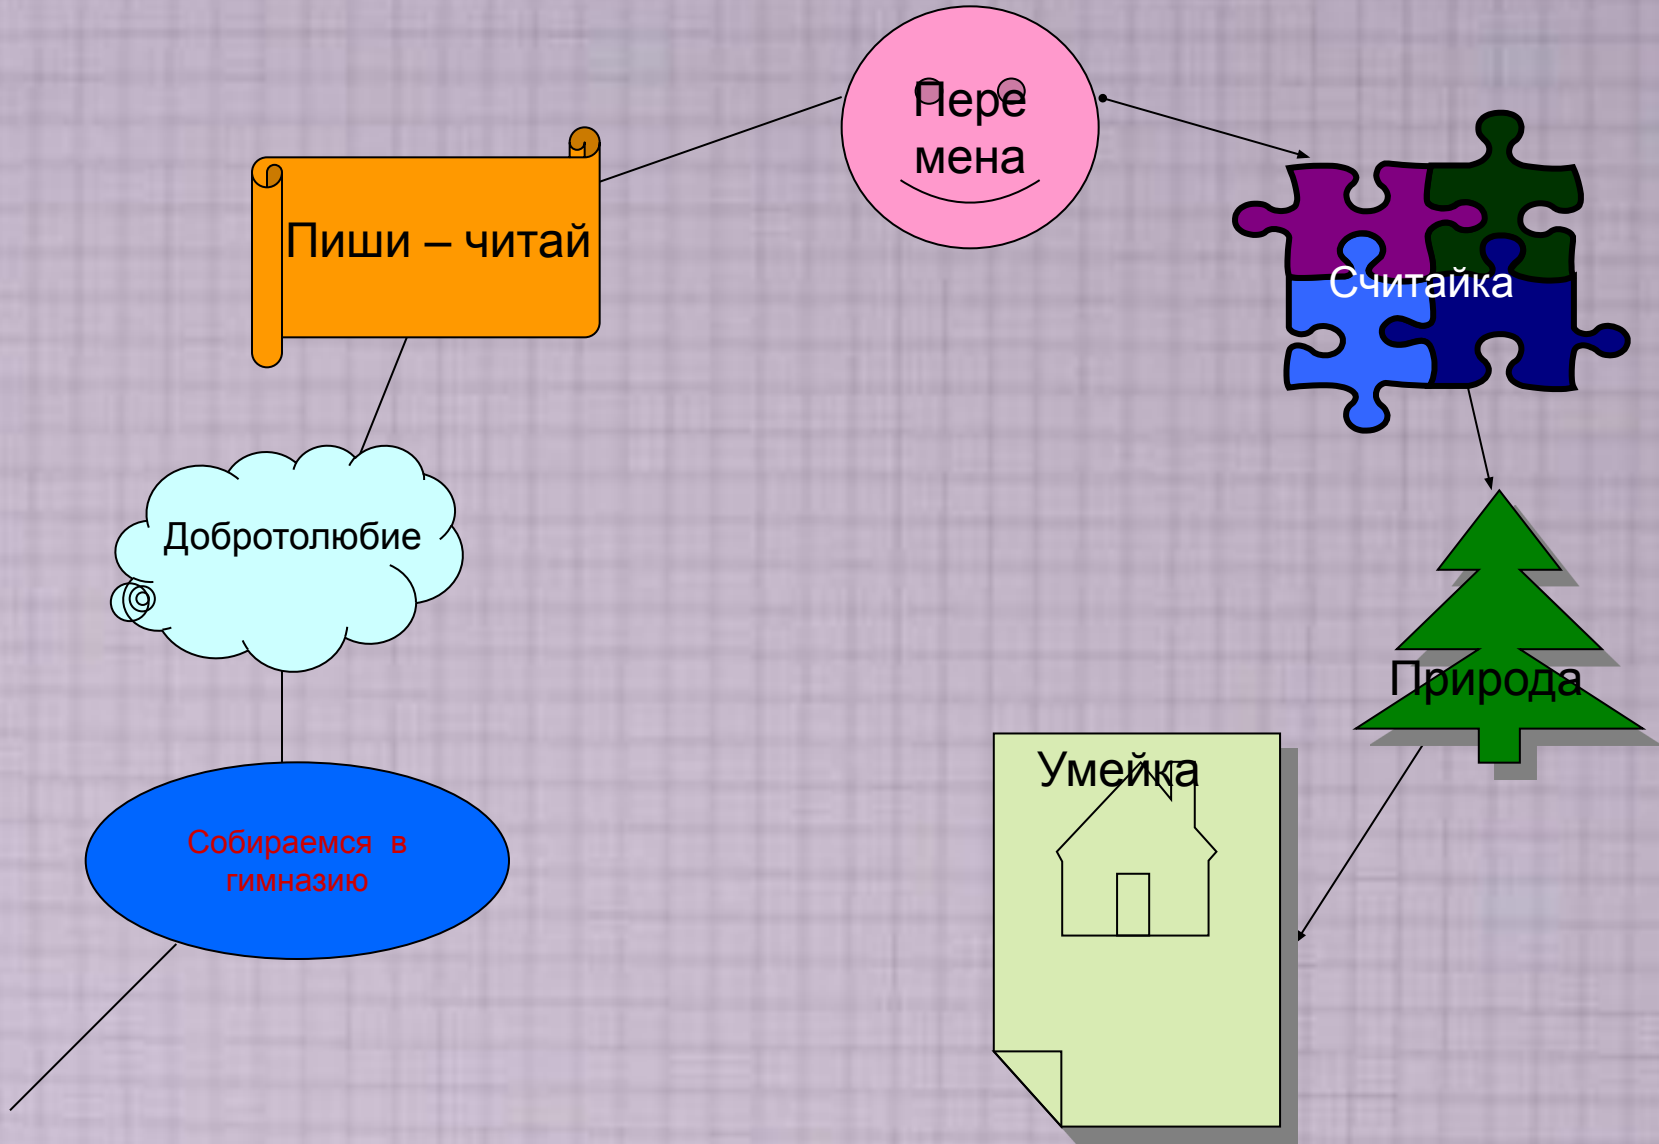 Пере
мена
Пиши – читай
Считайка
Добротолюбие
Природа
Умейка
Собираемся в
гимназию